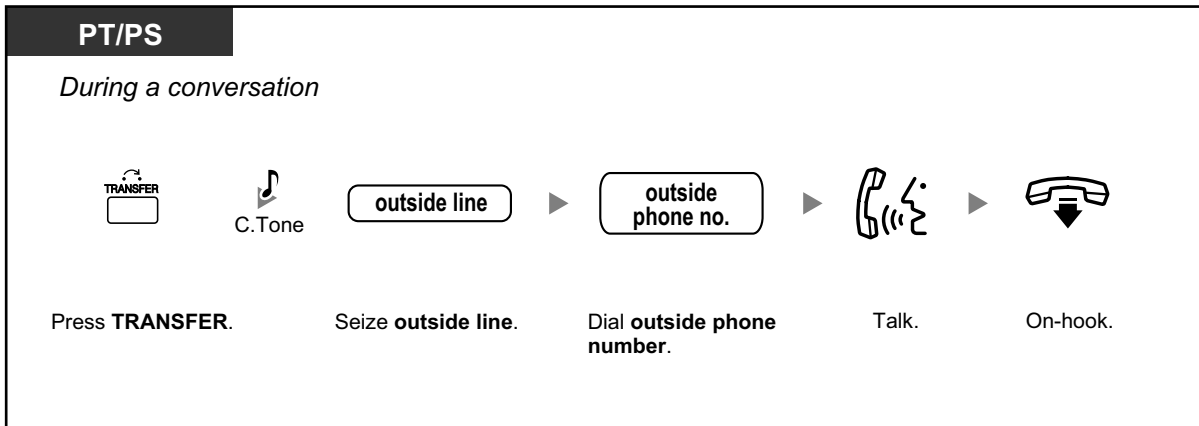 PT/PS
During a conversation
TRANSFER
C.Tone
outside line
outside
phone no.
Press TRANSFER.
Seize outside line.
Dial outside phone
number.
Talk.
On-hook.